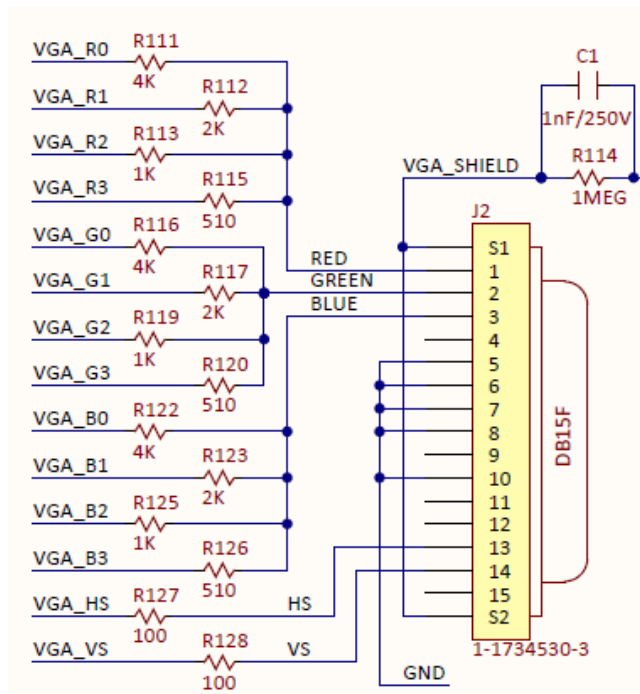 VGA_R0 R111 4K
VGA_R1 R112 2K
VGA_R2 R113 1K
VGA_R3 R115 510
VGA_G0 R116 4K
VGA_G1 R117 2K
VGA_G2 R119 1K
VGA_G3 R120 510
VGA_B0 R122 4K
VGA_B1 R123 2K
VGA_B2 R125 1K
VGA_B3 R126 510
VGA_HS R127 100 HS
VGA_VS R128 100 VS
RED
GREEN
BLUE
GND
C1
1nF/250V
VGA_SHIELD R114
1MEG
J2
S1
1
2
3
4
5
6
7
8
9
10
11
12
13
14
15
S2
DB15F
1-1734530-3